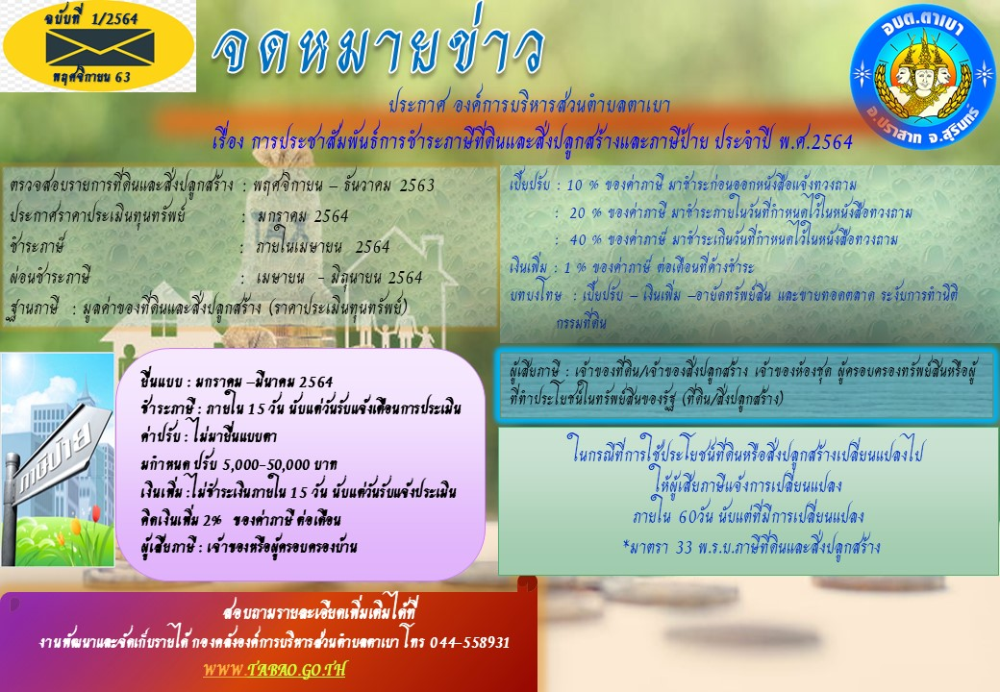 ฉบับที่ 1/2564
พฤศจิกายน 63
จดหมายข่าว
อบต.ตาเบา
อ.ปราสาท จ.สุรินทร์
ประกาศ องค์การบริหารส่วนตำบลตาเบา
เรื่อง การประชาสัมพันธ์การชำระภาษีที่ดินและสิ่งปลูกสร้างและภาษีป้าย ประจำปี พ.ศ.2564
ตรวจสอบรายการที่ดินและสิ่งปลูกสร้าง : พฤศจิกายน – ธันวาคม 2563
ประกาศราคาประเมินทุนทรัพย์ : มกราคม 2564
ชำระภาษี : ภายในเมษายน 2564
ผ่อนชำระภาษี : เมษายน - มิถุนายน 2564
ฐานภาษี : มูลค่าของที่ดินและสิ่งปลูกสร้าง (ราคาประเมินทุนทรัพย์)
เบี้ยปรับ : 10 % ของค่าภาษี มาชำระก่อนออกหนังสือแจ้งทวงถาม
: 20 % ของค่าภาษี มาชำระภายในวันที่กำหนดไว้ในหนังสือทวงถาม
: 40 % ของค่าภาษี มาชำระเกินวันที่กำหนดไว้ในหนังสือทวงถาม
เงินเพิ่ม : 1 % ของค่าภาษี ต่อเดือนที่ค้างชำระ
บทบงโทษ : เบี้ยปรับ – เงินเพิ่ม –อายัดทรัพย์สิน และขายทอดตลาด ระงับการทำนิติ
กรรมที่ดิน
ผู้เสียภาษี : เจ้าของที่ดิน/เจ้าของสิ่งปลูกสร้าง เจ้าของห้องชุด ผู้ครอบครองทรัพย์สินหรือผู้
ที่ทำประโยชน์ในทรัพย์สินของรัฐ (ที่ดิน/สิ่งปลูกสร้าง)
ภาษีป้าย
ยื่นแบบ : มกราคม –มีนาคม 2564
ชำระภาษี : ภายใน 15 วัน นับแต่วันรับแจ้งเตือนการประเมิน
ค่าปรับ : ไม่มายื่นแบบตา
มกำหนด ปรับ 5,000-50,000 บาท
เงินเพิ่ม :ไม่ชำระเงินภายใน 15 วัน นับแต่วันรับแจ้งประเมิน
คิดเงินเพิ่ม 2% ของค่าภาษี ต่อเดือน
ผู้เสียภาษี : เจ้าของหรือผู้ครอบครองป้าน
ในกรณีที่การใช้ประโยชน์ที่ดินหรือสิ่งปลูกสร้างเปลี่ยนแปลงไป
ให้ผู้เสียภาษีแจ้งการเปลี่ยนแปลง
ภายใน 60วัน นับแต่ที่มีการเปลี่ยนแปลง
*มาตรา 33 พ.ร.บ.ภาษีที่ดินและสิ่งปลูกสร้าง
สอบถามรายละเอียดเพิ่มเติมได้ที่
งานพัฒนาและจัดเก็บรายได้ กองคลังองค์การบริหารส่วนตำบลตาเบา โทร 044-558931
WWW.TABAO.GO.TH